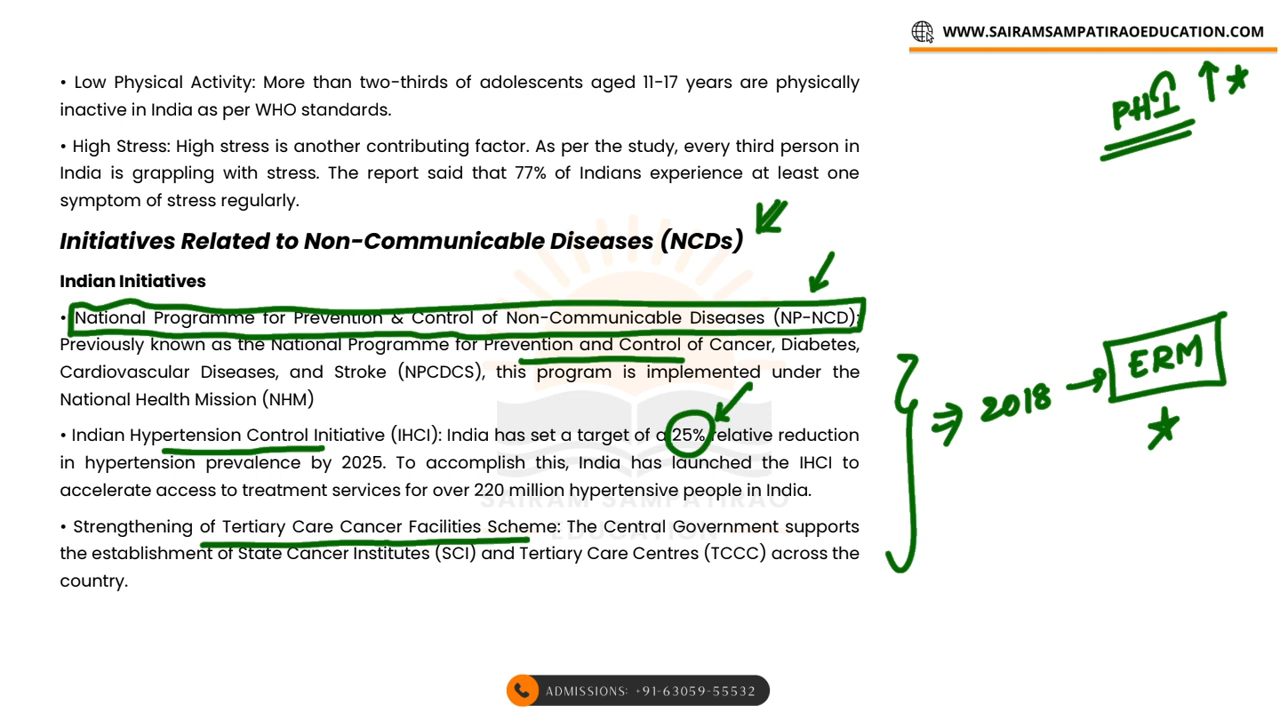 WWW.SAIRAMSAMPATIRAOEDUCATION.COM
• Low Physical Activity: More than two-thirds of adolescents aged 11-17 years are physically
inactive in India as per WHO standards.
• High Stress: High stress is another contributing factor. As per the study, every third person in
India is grappling with stress. The report said that 77% of Indians experience at least one
symptom of stress regularly.
Initiatives Related to Non-Communicable Diseases (NCDs)
Indian Initiatives
• National Programme for Prevention & Control of Non-Communicable Diseases (NP-NCD):
Previously known as the National Programme for Prevention and Control of Cancer, Diabetes,
Cardiovascular Diseases, and Stroke (NPCDCS), this program is implemented under the
National Health Mission (NHM)
• Indian Hypertension Control Initiative (IHCI): India has set a target of a 25% relative reduction
in hypertension prevalence by 2025. To accomplish this, India has launched the IHCI to
accelerate access to treatment services for over 220 million hypertensive people in India.
• Strengthening of Tertiary Care Cancer Facilities Scheme: The Central Government supports
the establishment of State Cancer Institutes (SCI) and Tertiary Care Centres (TCCC) across the
country.
2018
ERM
SAIRAM SAMPATIRAO
EDUCATION
ADMISSIONS: +91-63059-55532